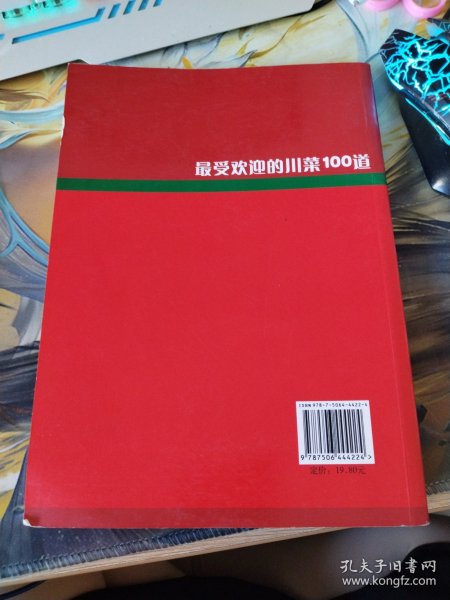 最受欢迎的川菜100道
ISBN 978-7-5064-4422-4
9 787506 444224 >
定价：19.80元
孔夫子旧书网
www.kongfz.com